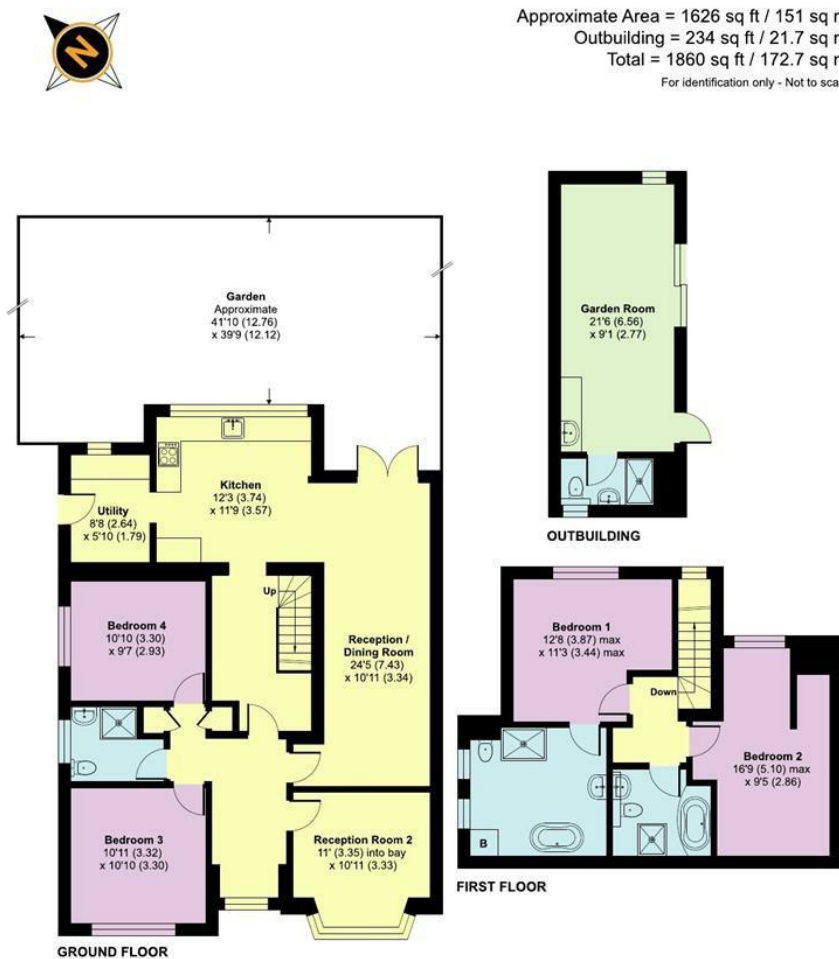 N
Approximate Area = 1626 sq ft / 151 sq
Outbuilding = 234 sq ft / 21.7 sq
Total = 1860 sq ft / 172.7 sq
For identification only - Not to
Garden
Approximate
41'10 (12.76)
x 39'9 (12.12)
Garden Room
21'6 (6.56)
x 9'1 (2.77)
OUTBUILDING
Kitchen
12'3 (3.74)
x 11'9 (3.57)
Utility
8'8 (2.64)
x 5'10 (1.79)
Up
Bedroom 4
10'10 (3.30)
x 9'7 (2.93)
Reception /
Dining Room
24'5 (7.43)
x 10'11 (3.34)
Bedroom 3
10'11 (3.32)
x 10'10 (3.30)
Reception Room 2
11' (3.35) into bay
x 10'11 (3.33)
GROUND FLOOR
Bedroom 1
12'8 (3.87) max
x 11'3 (3.44) max
Down
Bedroom 2
16'9 (5.10) max
x 9'5 (2.86)
B
FIRST FLOOR